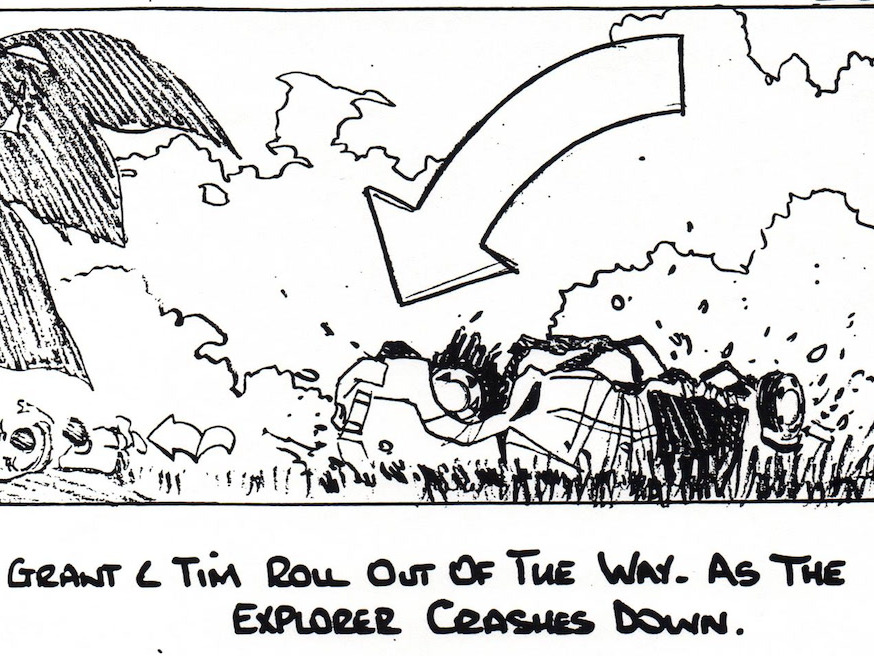 GRANT & TIM ROLL OUT OF THE WAY. AS THE
EXPLORER CRASHES DOWN.